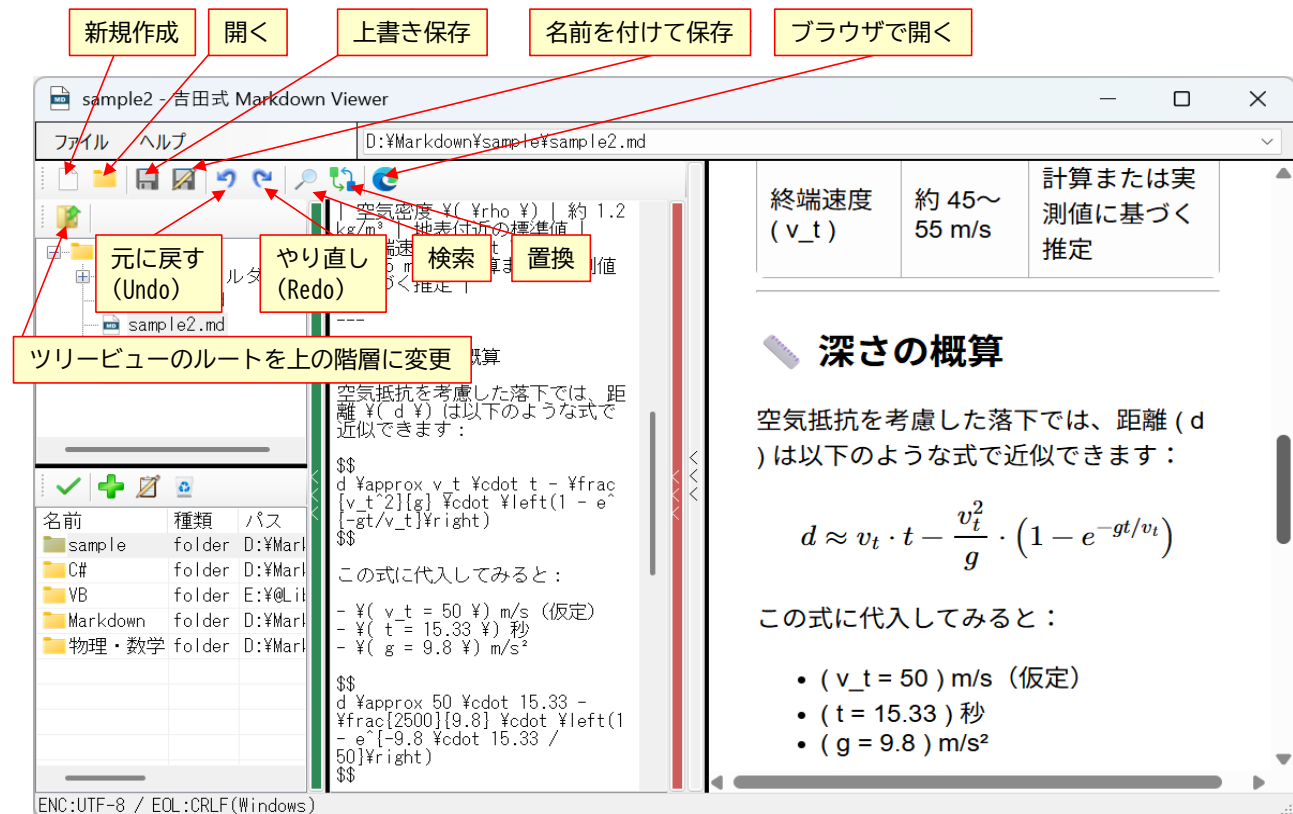 新規作成
開く
上書き保存
名前を付けて保存
ブラウザで開く
sample2 - 吉田式 Markdown Viewer
ファイル
ヘルプ
D:¥Markdown¥sample¥sample2.md
元に戻す
(Undo)
やり直し
(Redo)
検索
置換
ルダ
sample2.md
ツリービューのルートを上の階層に変更
名前 種類 パス
sample folder D:¥Mark
C# folder D:¥Mark
VB folder E:¥@Lib
Markdown folder D:¥Mark
物理・数学 folder D:¥Mark
| 空気密度 ¥( ¥rho ¥) | 約 1.2
kg/m³ | 地表付近の標準値 |
づく推定 |
---
概算
空気抵抗を考慮した落下では、距
離 ¥( d ¥) は以下のような式で
近似できます：
$$
d ¥approx v_t ¥cdot t - ¥frac
{v_t^2}{g} ¥cdot ¥left(1 - e^
{-gt/v_t}¥right)
$$
この式に代入してみると：
- ¥( v_t = 50 ¥) m/s（仮定）
- ¥( t = 15.33 ¥) 秒
- ¥( g = 9.8 ¥) m/s²
$$
d ¥approx 50 ¥cdot 15.33 -
¥frac{2500}{9.8} ¥cdot ¥left(1
- e^{-9.8 ¥cdot 15.33 /
50}¥right)
$$
終端速度
( v_t )
約 45～
55 m/s
計算または実
測値に基づく
推定
深さの概算
空気抵抗を考慮した落下では、距離 ( d
) は以下のような式で近似できます：
d ≈ v_t · t − v_t^2/g · (1 − e^{−gt/v_t})
この式に代入してみると：
• ( v_t = 50 ) m/s（仮定）
• ( t = 15.33 ) 秒
• ( g = 9.8 ) m/s²
ENC:UTF-8 / EOL:CRLF(Windows)